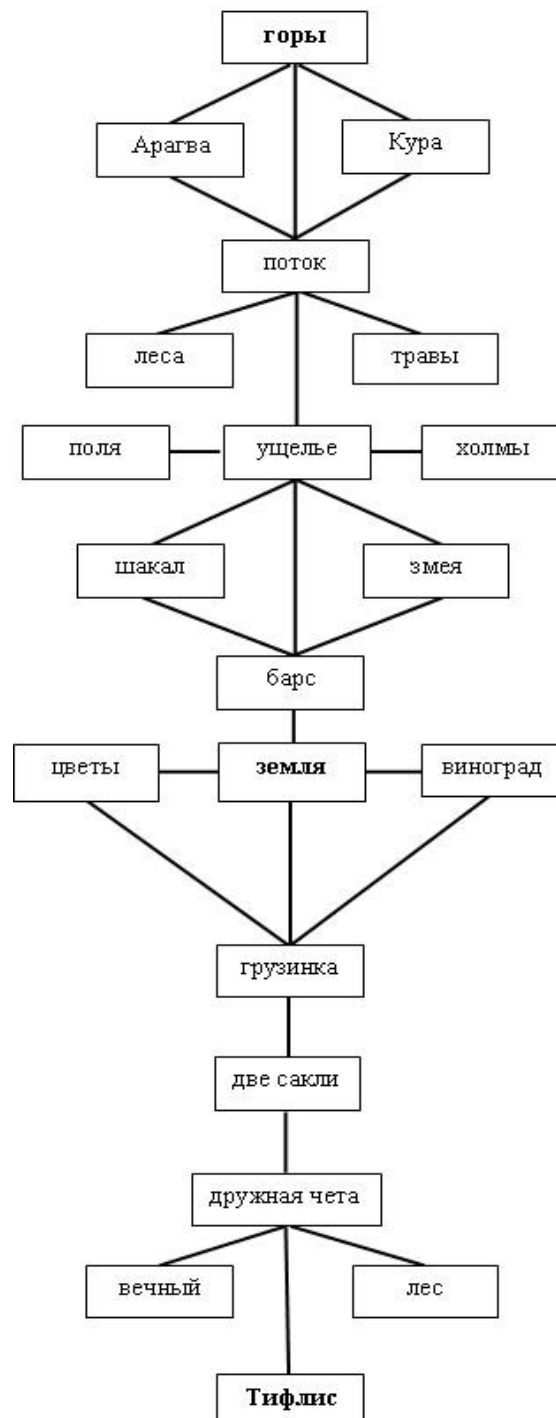 горы
Арагва
Кура
поток
леса
травы
поля
ущелье
холмы
шакал
змея
барс
цветы
земля
виноград
грузинка
две сакли
дружная чета
вечный
лес
Тифлис